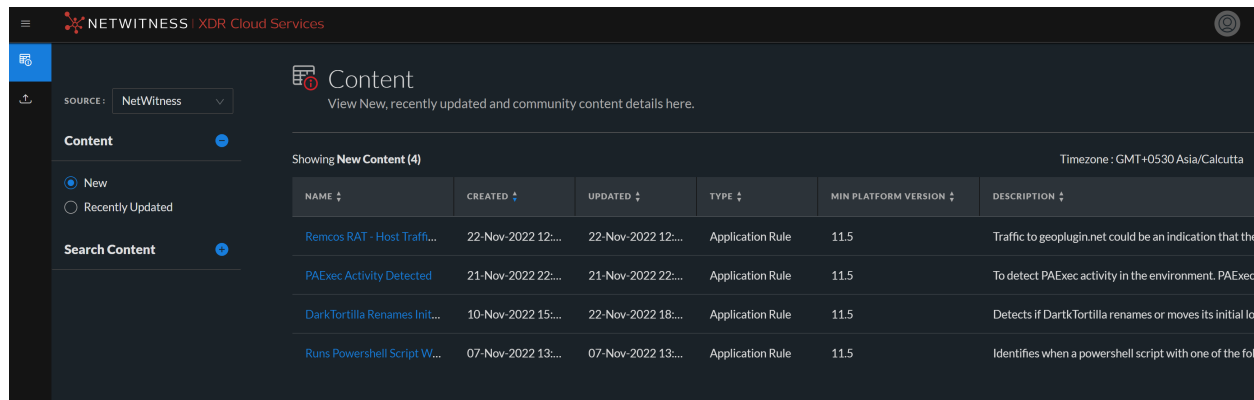 NETWITNESS | XDR Cloud Services
SOURCE : NetWitness
Content
New
Recently Updated
Search Content
Content
View New, recently updated and community content details here.
Showing New Content (4)
Timezone : GMT+0530 Asia/Calcutta
NAME CREATED UPDATED TYPE MIN PLATFORM VERSION DESCRIPTION
Remcos RAT - Host Traffi... 22-Nov-2022 12:... 22-Nov-2022 12:... Application Rule 11.5 Traffic to geoplugin.net could be an indication that the
PAExec Activity Detected 21-Nov-2022 22:... 21-Nov-2022 22:... Application Rule 11.5 To detect PAExec activity in the environment. PAExec
DarkTortilla Renames Init... 10-Nov-2022 15:... 22-Nov-2022 18:... Application Rule 11.5 Detects if DartkTortilla renames or moves its initial lo
Runs Powershell Script W... 07-Nov-2022 13:... 07-Nov-2022 13:... Application Rule 11.5 Identifies when a powershell script with one of the fol